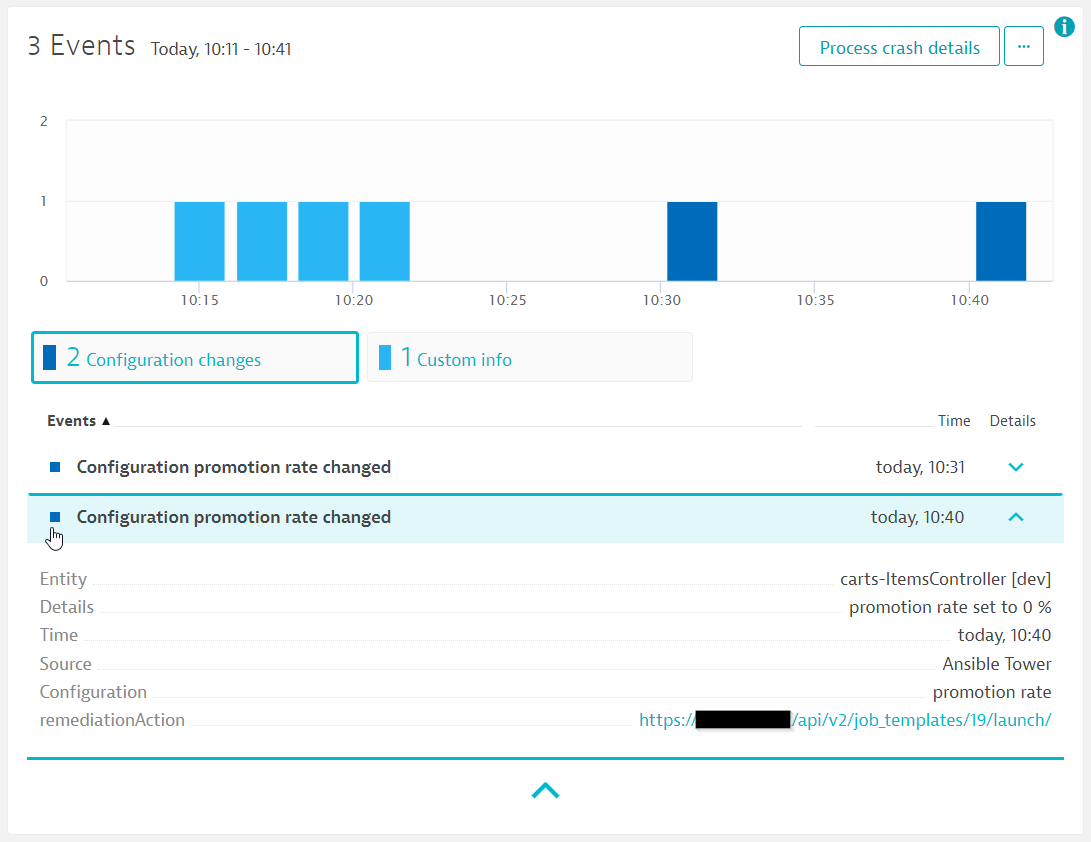 3 Events Today, 10:11 - 10:41
Process crash details ...
i
2
1
0
10:15 10:20 10:25 10:30 10:35 10:40
2 Configuration changes 1 Custom info
Events ▲ Time Details
Configuration promotion rate changed today, 10:31
Configuration promotion rate changed today, 10:40
Entity carts-ItemsController [dev]
Details promotion rate set to 0 %
Time today, 10:40
Source Ansible Tower
Configuration promotion rate
remediationAction https:// /api/v2/job_templates/19/launch/